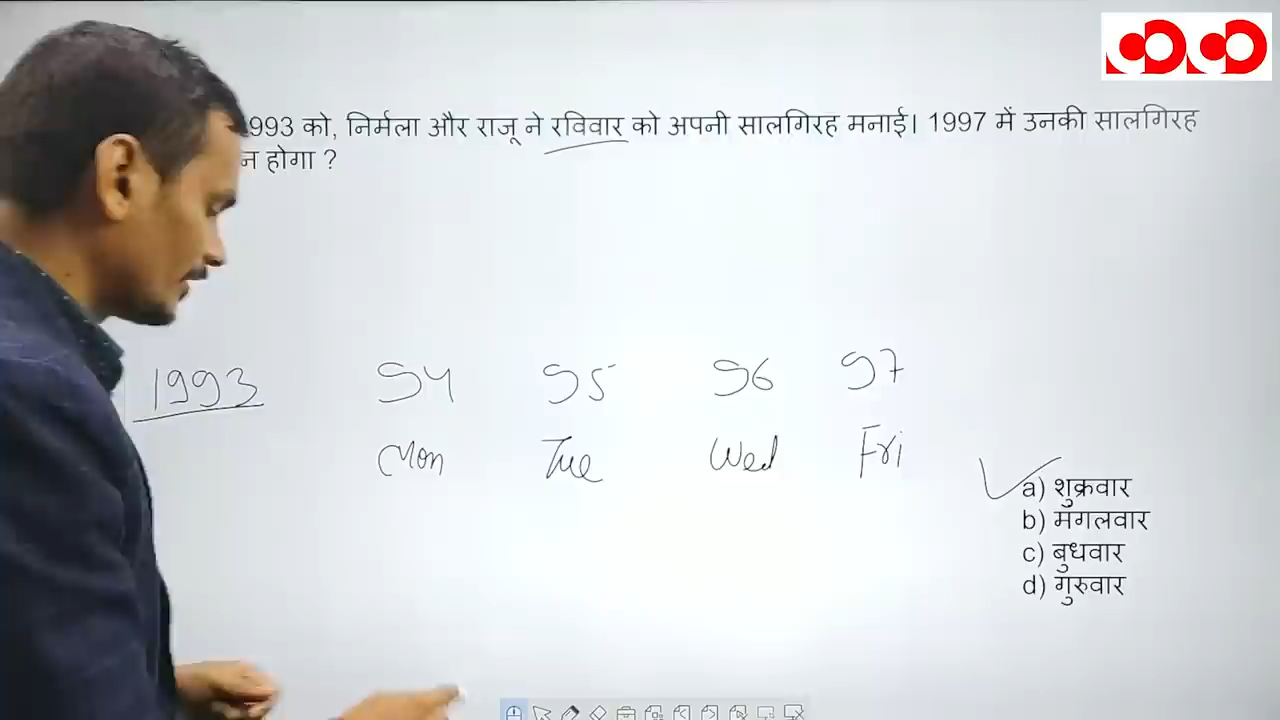 993 को, निर्मला और राजू ने रविवार को अपनी सालगिरह मनाई। 1997 में उनकी सालगिरह
न होगा ?
1993 94 95 96 97
Mon Tue Wed Fri
a) शुक्रवार
b) मंगलवार
c) बुधवार
d) गुरुवार